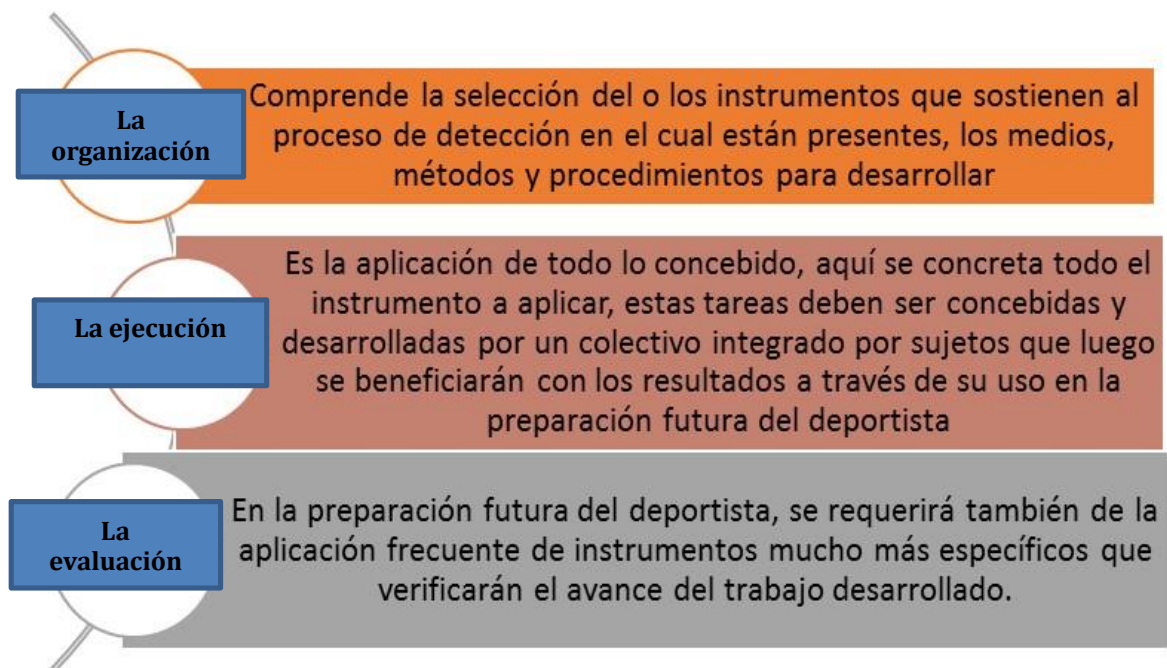 La
organización
Comprende la selección del o los instrumentos que sostienen al
proceso de detección en el cual están presentes, los medios,
métodos y procedimientos para desarrollar
La ejecución
Es la aplicación de todo lo concebido, aquí se concreta todo el
instrumento a aplicar, estas tareas deben ser concebidas y
desarrolladas por un colectivo integrado por sujetos que luego
se beneficiarán con los resultados a través de su uso en la
preparación futura del deportista
La
evaluación
En la preparación futura del deportista, se requerirá también de la
aplicación frecuente de instrumentos mucho más específicos que
verificarán el avance del trabajo desarrollado.